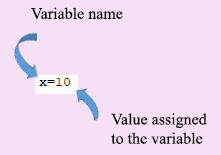 Variable name
x=10
Value assigned
to the variable